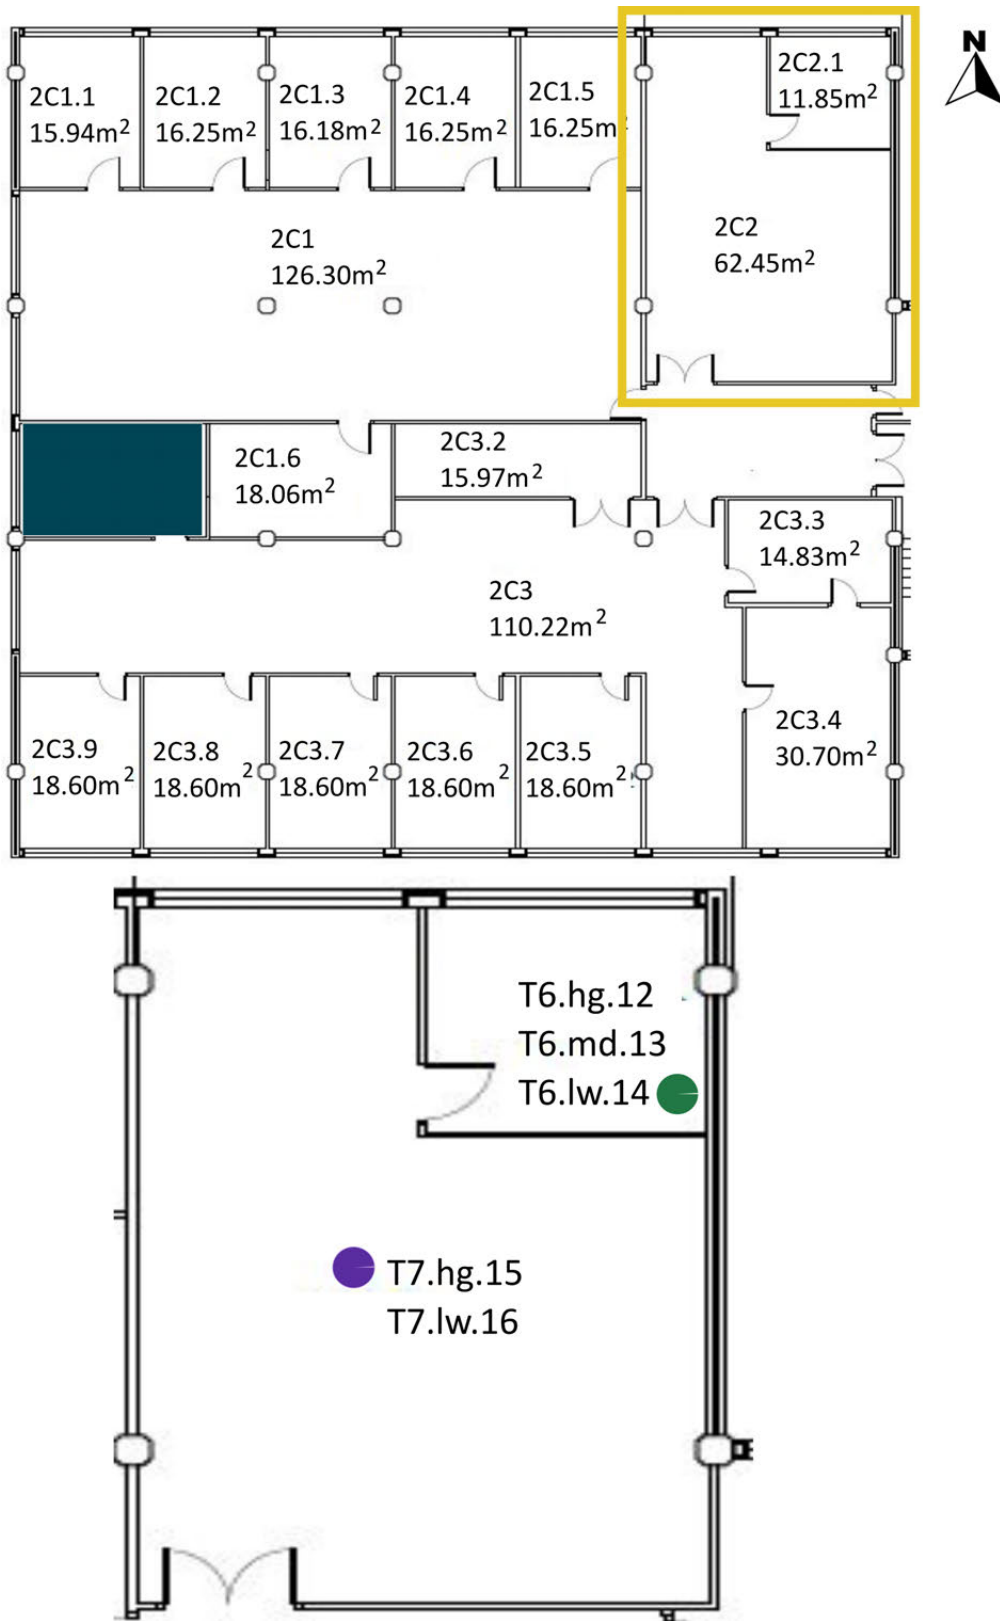 N
2C1.1
15.94m²
2C1.2
16.25m²
2C1.3
16.18m²
2C1.4
16.25m²
2C1.5
16.25m²
2C2.1
11.85m²
2C2
62.45m²
2C1
126.30m²
2C1.6
18.06m²
2C3.2
15.97m²
2C3.3
14.83m²
2C3
110.22m²
2C3.4
30.70m²
2C3.9
18.60m²
2C3.8
18.60m²
2C3.7
18.60m²
2C3.6
18.60m²
2C3.5
18.60m²
T6.hg.12
T6.md.13
T6.lw.14
T7.hg.15
T7.lw.16